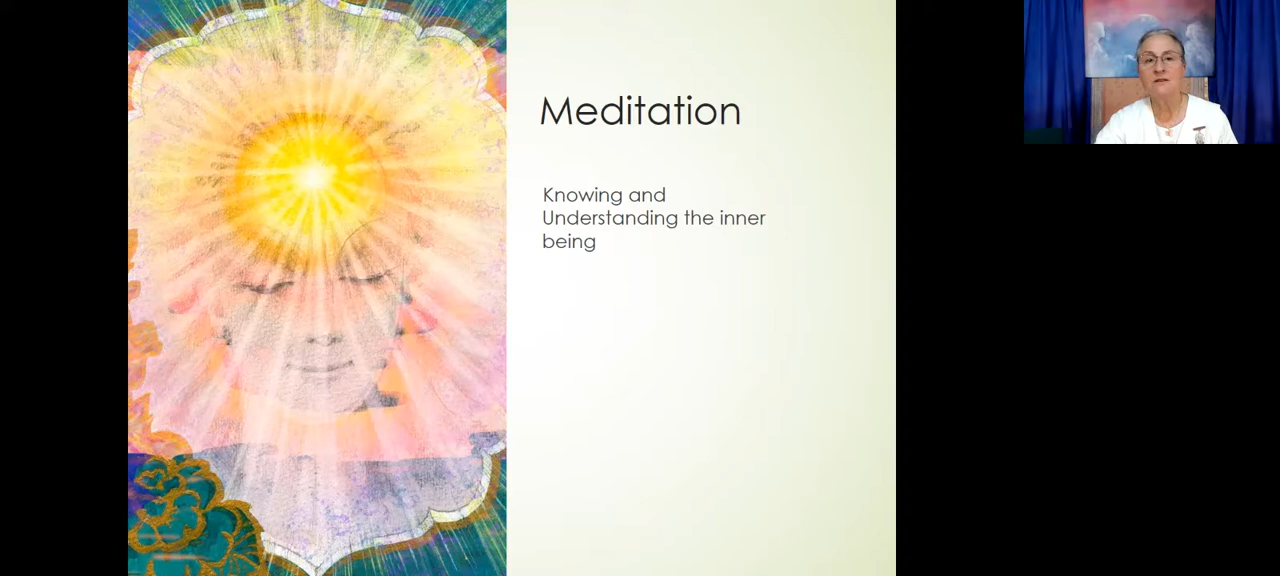 Meditation
Knowing and
Understanding the inner
being